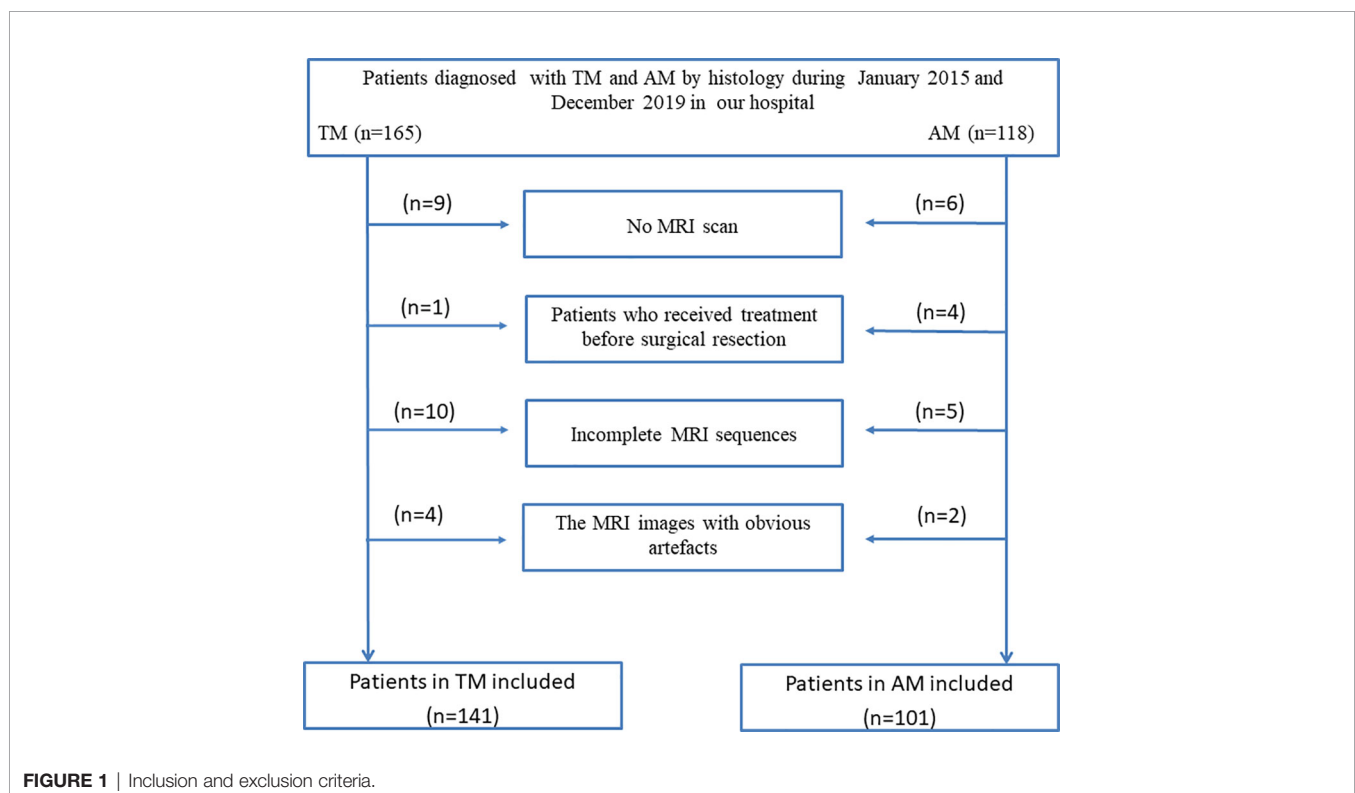 Patients diagnosed with TM and AM by histology during January 2015 and
December 2019 in our hospital
TM (n=165)
AM (n=118)
(n=9)
No MRI scan
(n=6)
(n=1)
Patients who received treatment
before surgical resection
(n=4)
(n=10)
Incomplete MRI sequences
(n=5)
(n=4)
The MRI images with obvious
artefacts
(n=2)
Patients in TM included
(n=141)
Patients in AM included
(n=101)
FIGURE 1 | Inclusion and exclusion criteria.